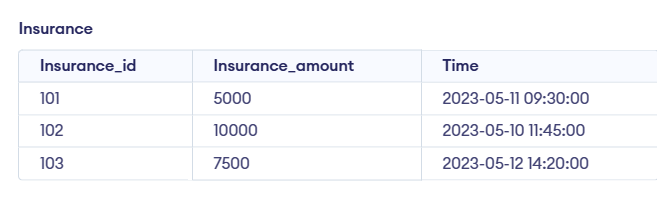 Insurance
Insurance_id Insurance_amount Time
101 5000 2023-05-11 09:30:00
102 10000 2023-05-10 11:45:00
103 7500 2023-05-12 14:20:00